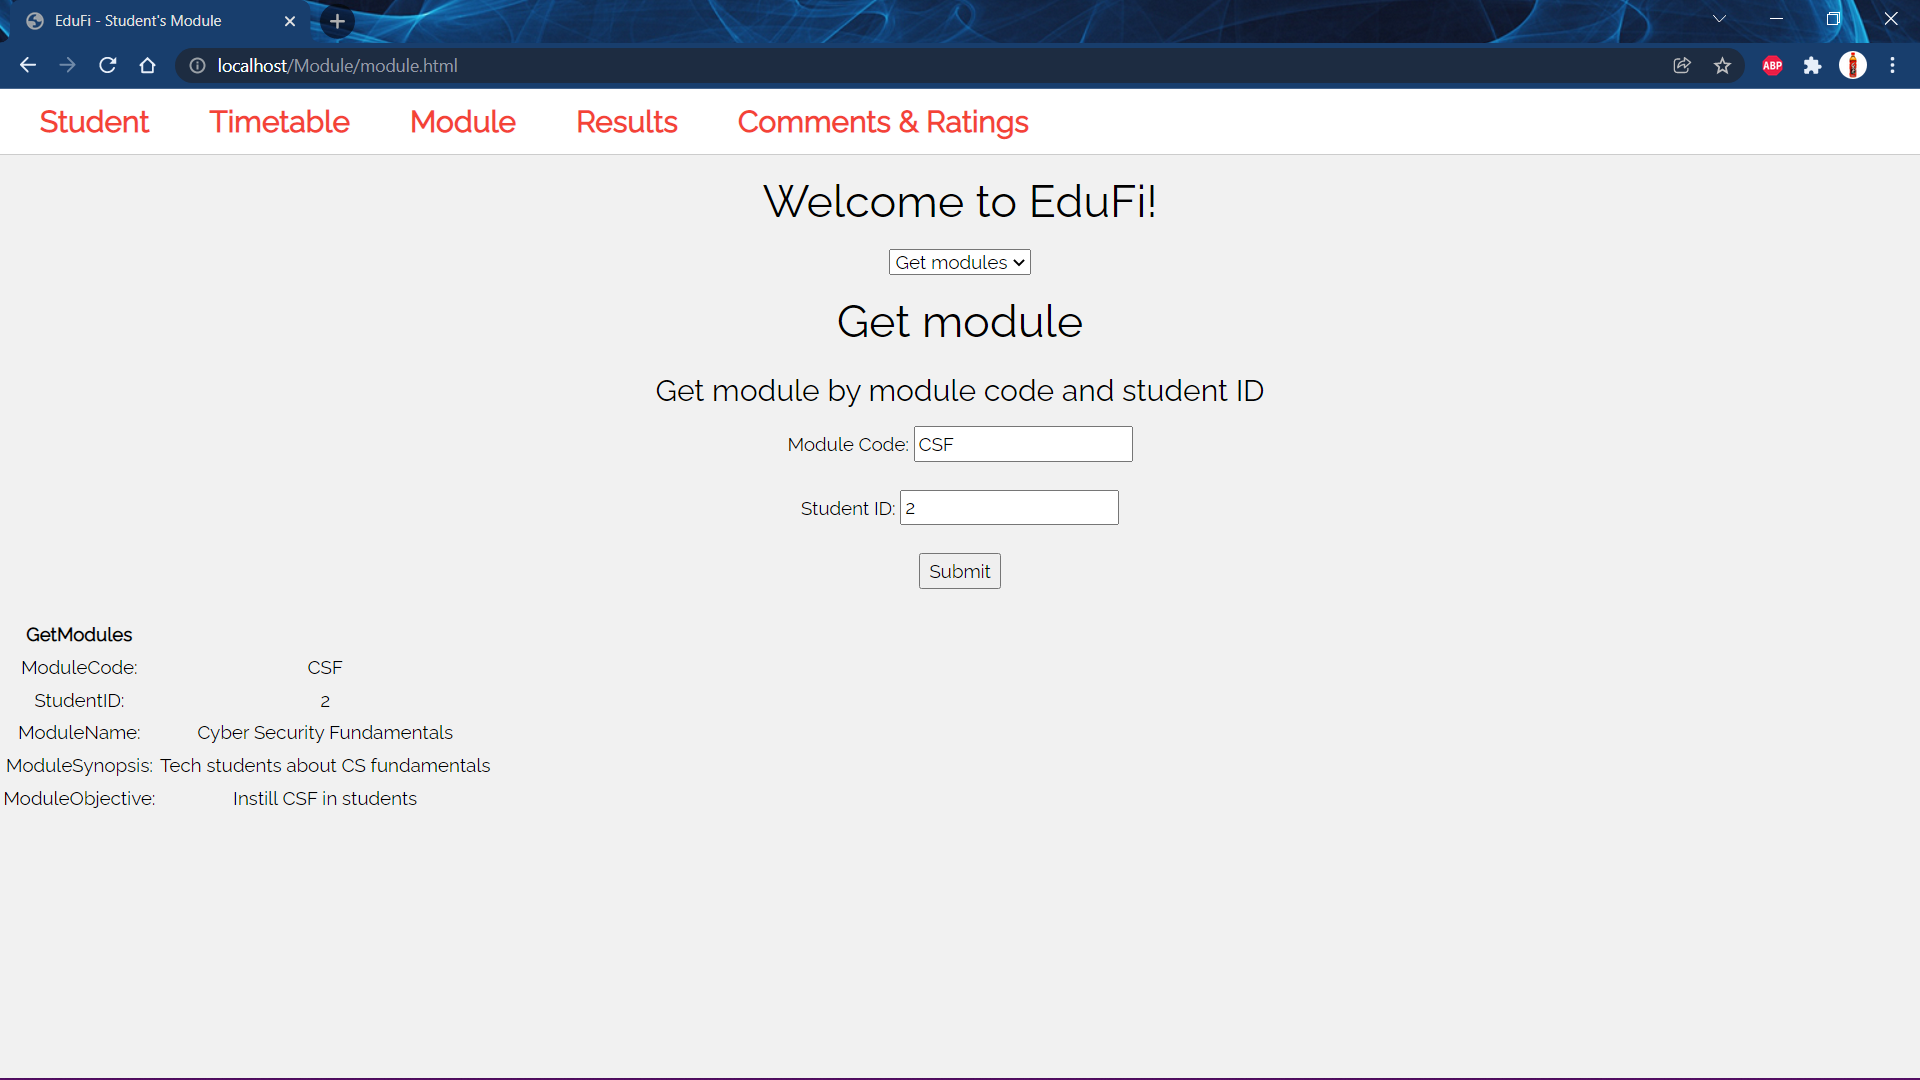 EduFi - Student's Module
localhost/Module/module.html
ABP
Student Timetable Module Results Comments & Ratings
Welcome to EduFi!
Get modules
Get module
Get module by module code and student ID
Module Code: CSF
Student ID: 2
Submit
GetModules
ModuleCode: CSF
StudentID: 2
ModuleName: Cyber Security Fundamentals
ModuleSynopsis: Tech students about CS fundamentals
ModuleObjective: Instill CSF in students